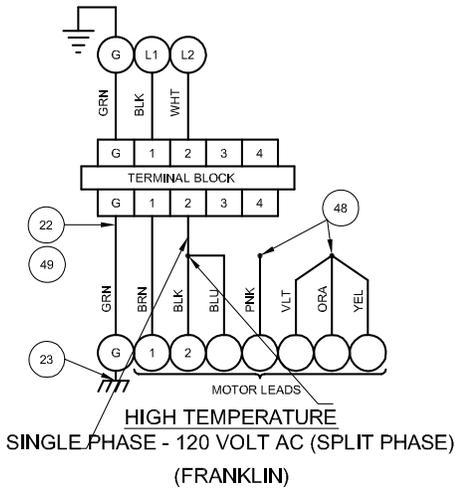 G L1 L2
GRN BLK WHT
G 1 2 3 4
TERMINAL BLOCK
G 1 2 3 4
22
48
49
GRN BRN BLK BLU PNK VLT ORA YEL
23
G 1 2
MOTOR LEADS
HIGH TEMPERATURE
SINGLE PHASE - 120 VOLT AC (SPLIT PHASE)
(FRANKLIN)